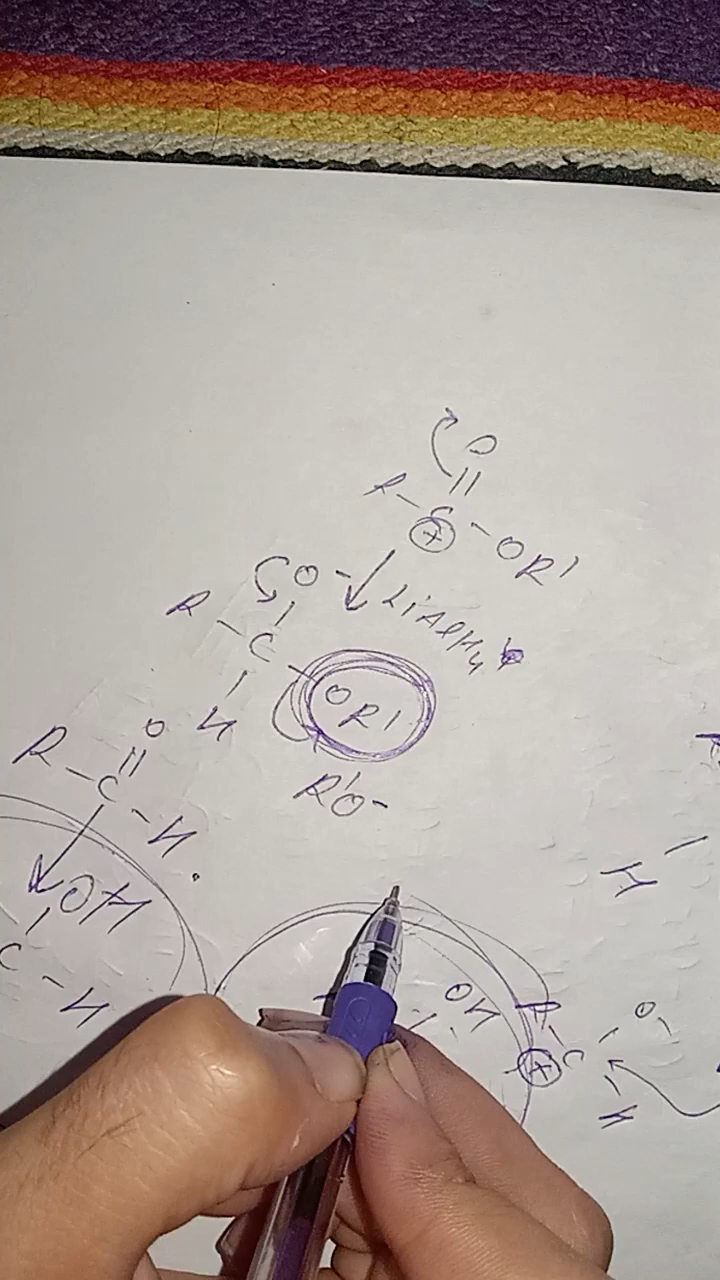 O
R-C-OR'
+
LiAlH4
O-
R-C-OR'
H
R'O-
O
R-C-H
OH
C-H
H
OH
R-C-H
O-
+